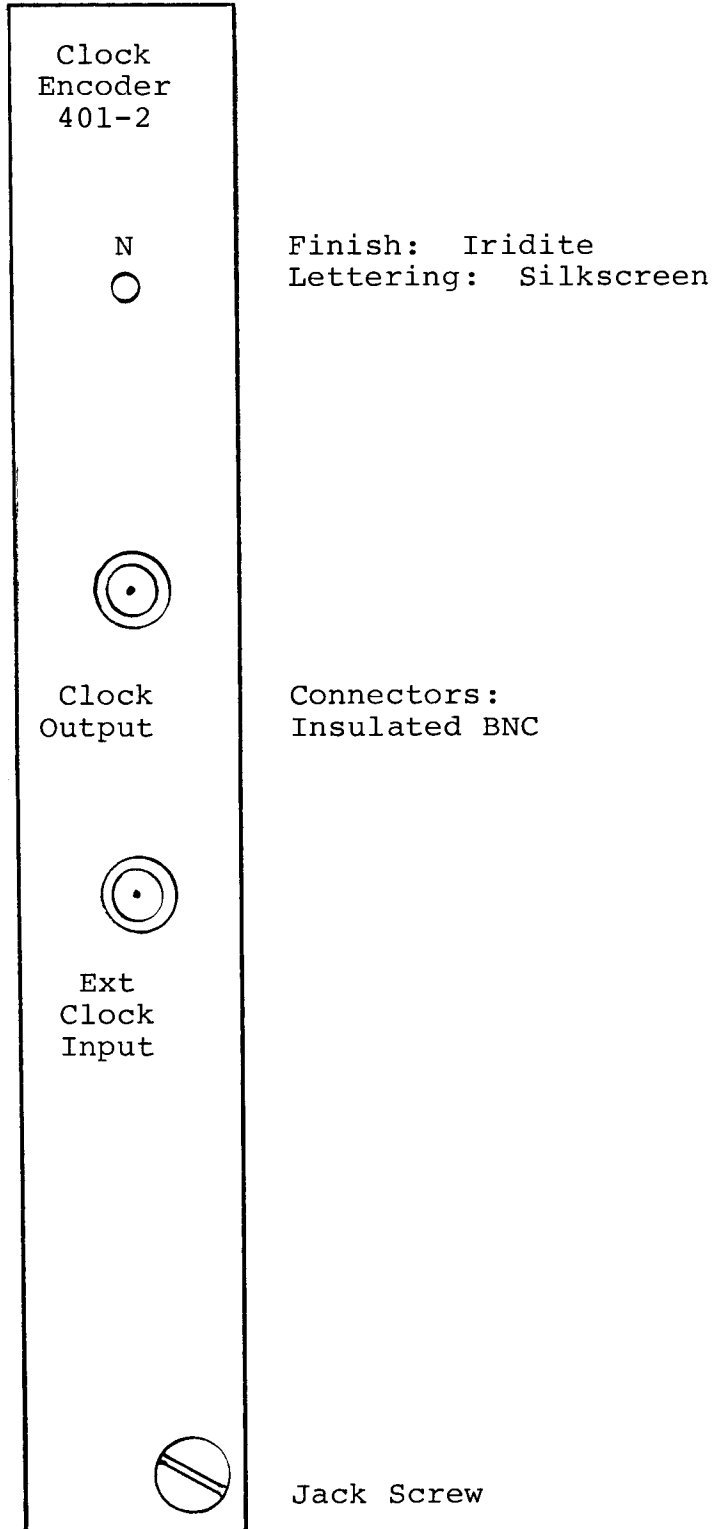 Clock
Encoder
401-2
N
Finish: Iridite
Lettering: Silkscreen
Clock
Output
Connectors:
Insulated BNC
Ext
Clock
Input
Jack Screw